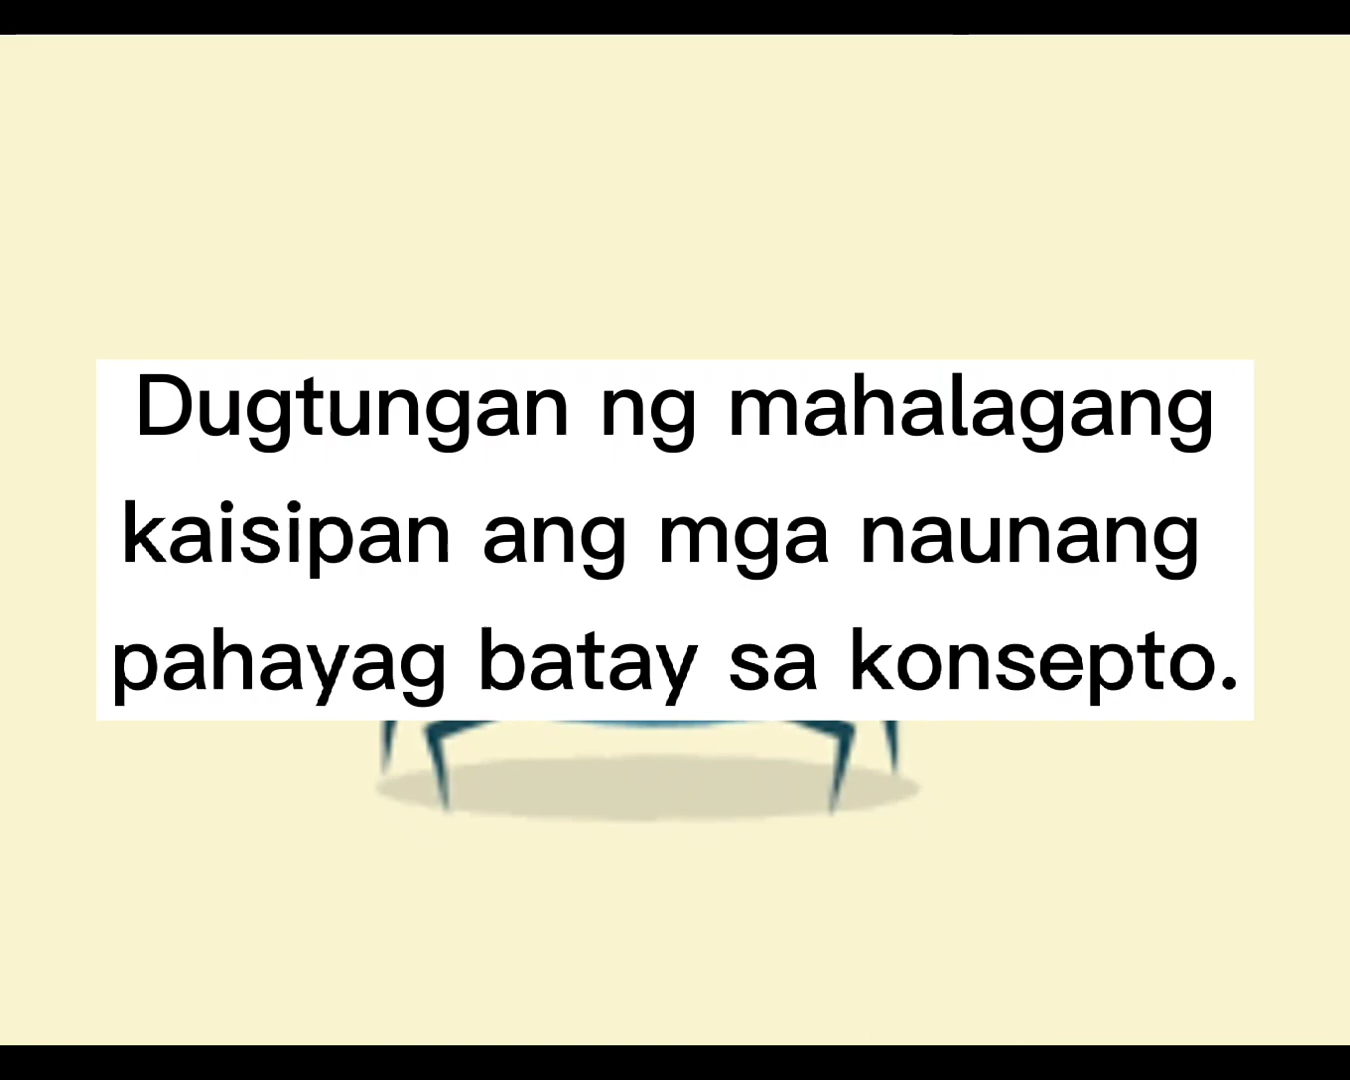 Dugtungan ng mahalagang
kaisipan ang mga naunang
pahayag batay sa konsepto.